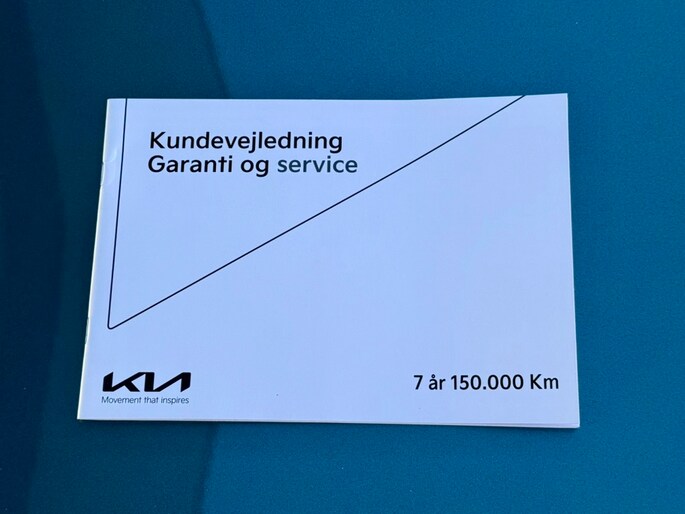 Kundevejledning
Garanti og service
KIA
Movement that inspires
7 år 150.000 Km